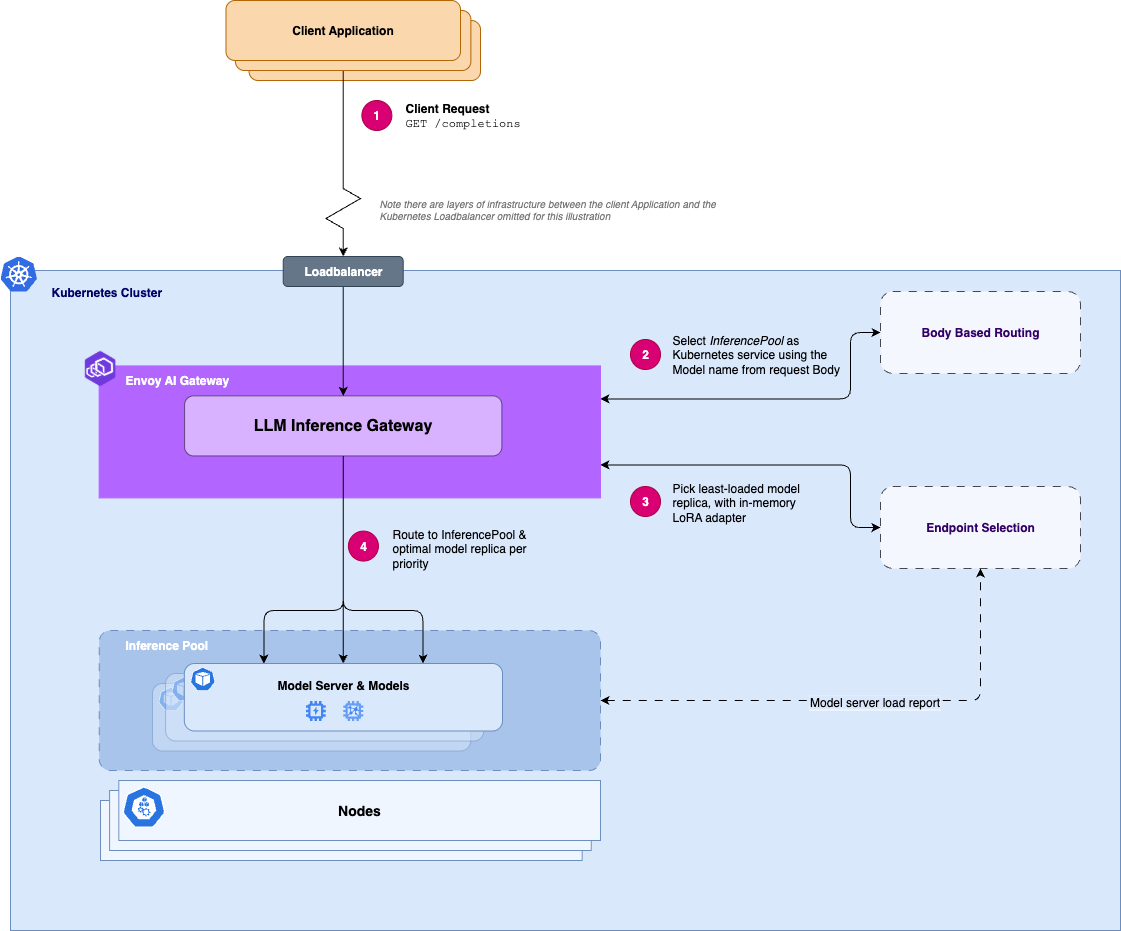 Client Application
1
Client Request
GET /completions
Note there are layers of infrastructure between the client Application and the
Kubernetes Loadbalancer omitted for this illustration
Loadbalancer
Kubernetes Cluster
Body Based Routing
2
Select InferencePool as
Kubernetes service using the
Model name from request Body
Envoy AI Gateway
LLM Inference Gateway
3
Pick least-loaded model
replica, with in-memory
LoRA adapter
Endpoint Selection
4
Route to InferencePool &
optimal model replica per
priority
Inference Pool
Model Server & Models
Model server load report
Nodes